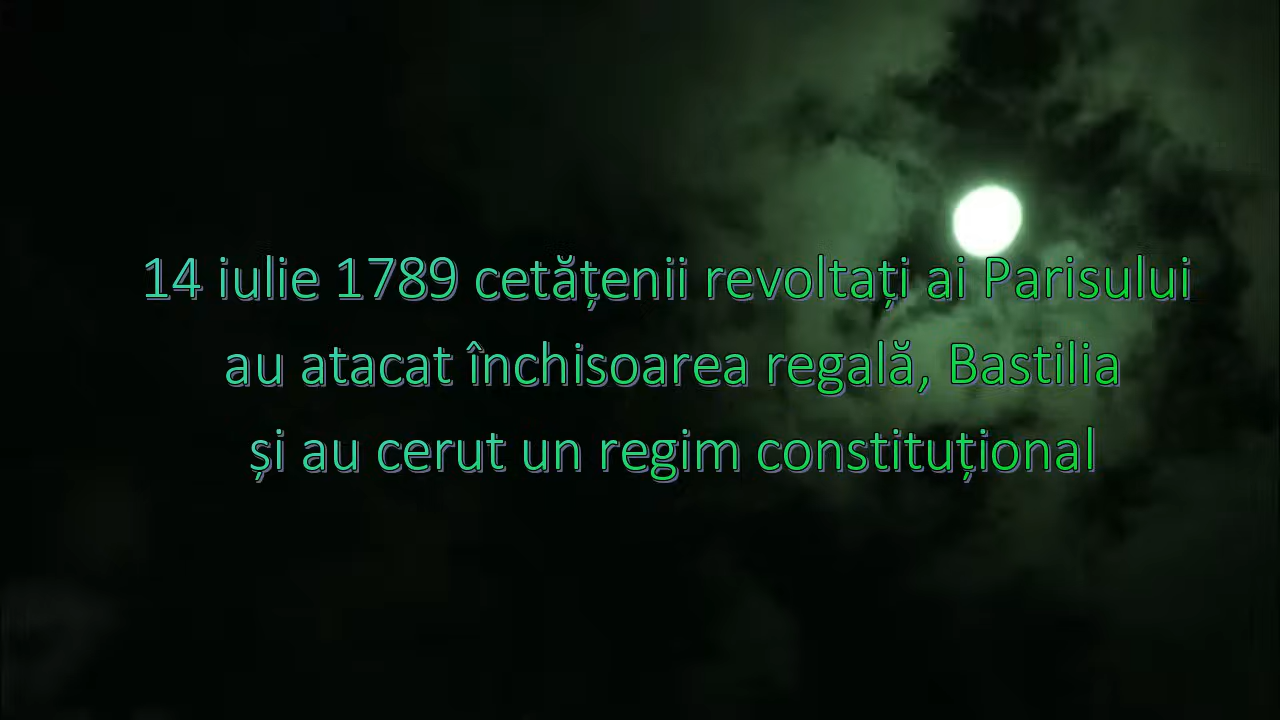 14 iulie 1789 cetățenii revoltați ai Parisului
au atacat închisoarea regală, Bastilia
și au cerut un regim constituțional